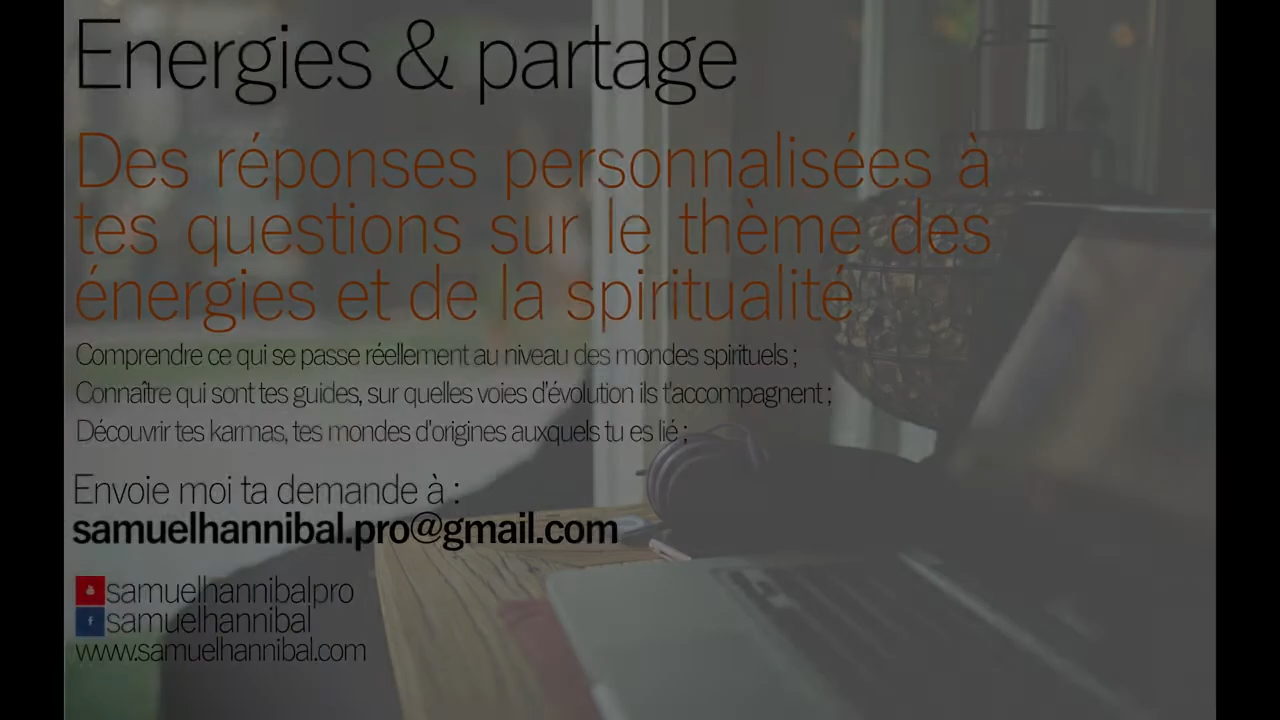 Energies & partage
Des réponses personnalisées à
tes questions sur le thème des
énergies et de la spiritualité
Comprendre ce qui se passe réellement au niveau des mondes spirituels ;
Connaître qui sont tes guides, sur quelles voies d'évolution ils t'accompagnent ;
Découvrir tes karmas, tes mondes d'origines auxquels tu es lié ;
Envoie moi ta demande à :
samuelhannibal.pro@gmail.com
samuelhannibalpro
samuelhannibal
www.samuelhannibal.com